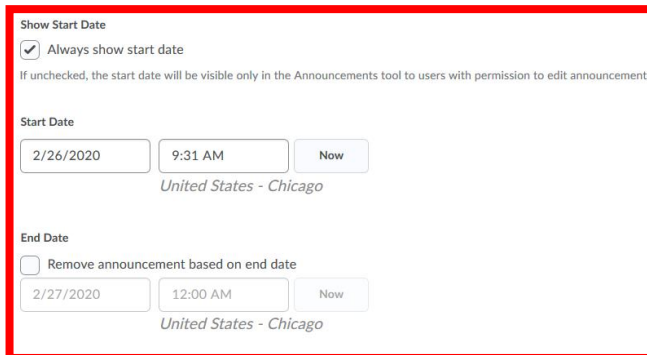 Show Start Date
Always show start date
If unchecked, the start date will be visible only in the Announcements tool to users with permission to edit announcement
Start Date
2/26/2020 9:31 AM Now
United States - Chicago
End Date
Remove announcement based on end date
2/27/2020 12:00 AM Now
United States - Chicago